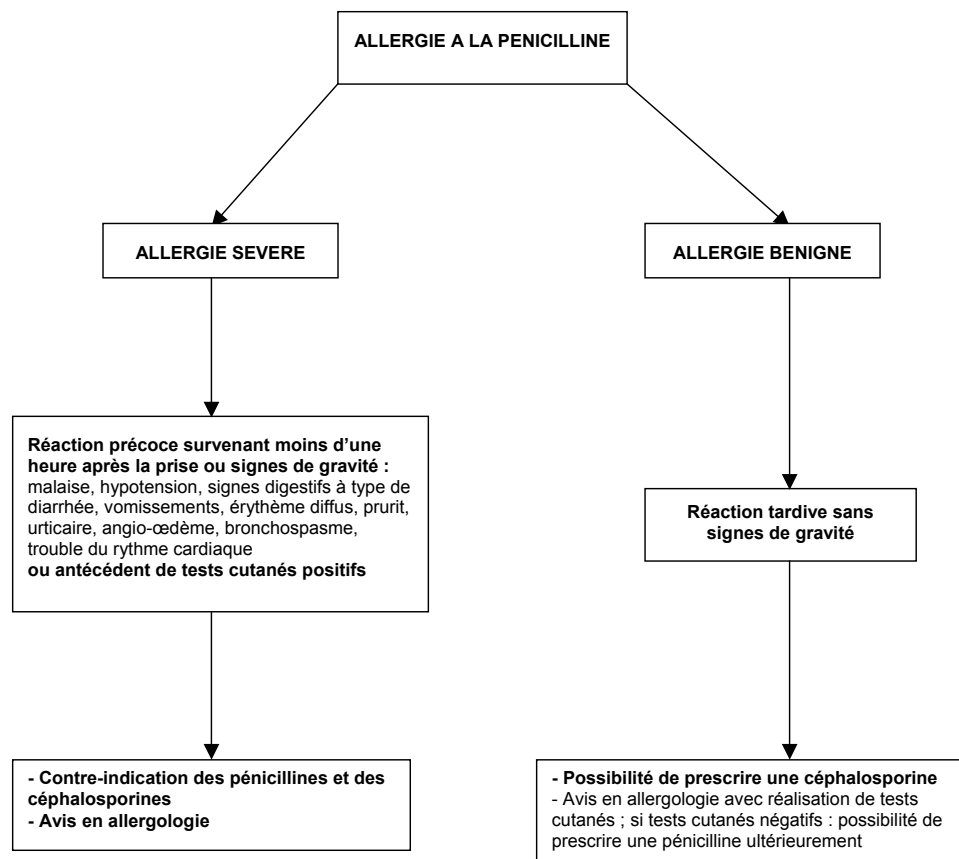 ALLERGIE A LA PENICILLINE
ALLERGIE SEVERE
ALLERGIE BENIGNE
Réaction précoce survenant moins d’une
heure après la prise ou signes de gravité :
malaise, hypotension, signes digestifs à type de
diarrhée, vomissements, érythème diffus, prurit,
urticaire, angio-œdème, bronchospasme,
trouble du rythme cardiaque
ou antécédent de tests cutanés positifs
Réaction tardive sans
signes de gravité
- Contre-indication des pénicillines et des
céphalosporines
- Avis en allergologie
- Possibilité de prescrire une céphalosporine
- Avis en allergologie avec réalisation de tests
cutanés ; si tests cutanés négatifs : possibilité de
prescrire une pénicilline ultérieurement